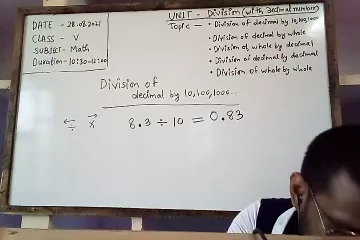 DATE - 28.08.2021
CLASS - V
SUBJECT - Math
Duration - 10:30-12:00
UNIT - Division (with decimal number)
Topic - • Division of decimal by 10,100,1000
• Division of decimal by whole
• Division of whole by decimal
• Division of decimal by decimal
• Division of whole by whole
Division of
decimal by 10,100,1000...
← →
÷ x 8.3 ÷ 10 = 0.83